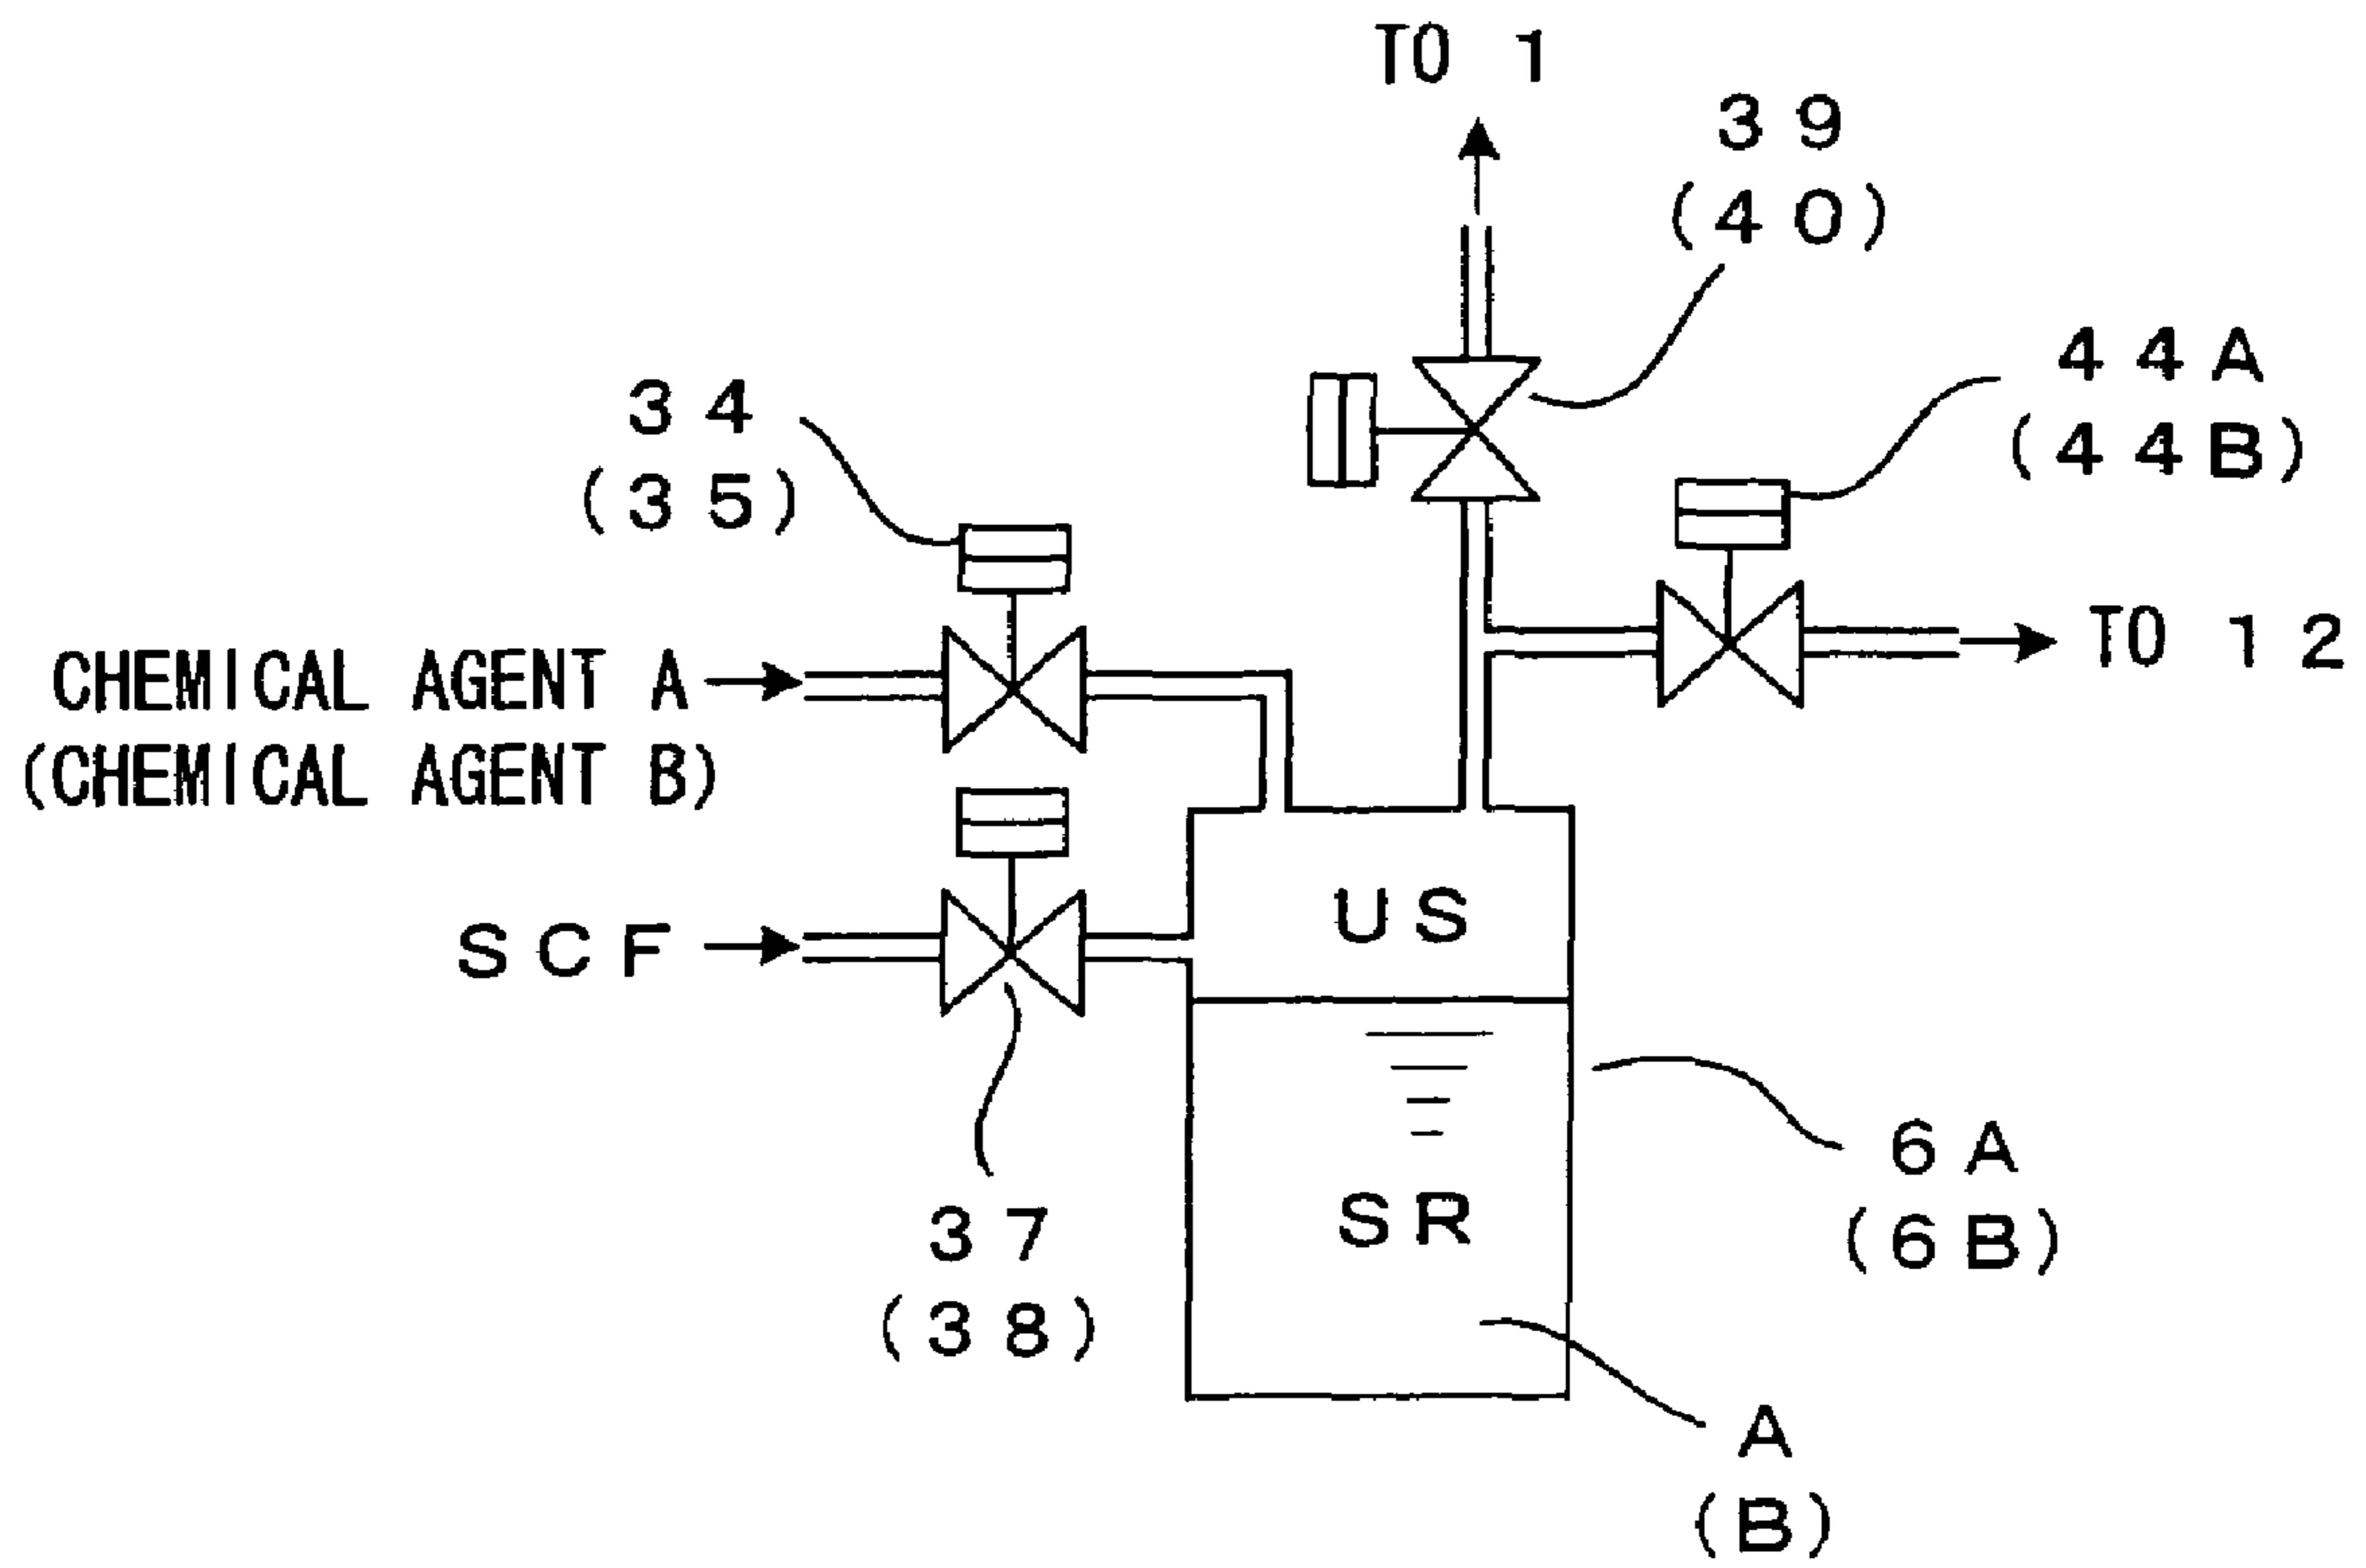 TO 1
39
(40)
44A
(44B)
34
(35)
TO 12
CHEMICAL AGENT A
(CHEMICAL AGENT B)
US
SCF
6A
(6B)
SR
37
(38)
A
(B)